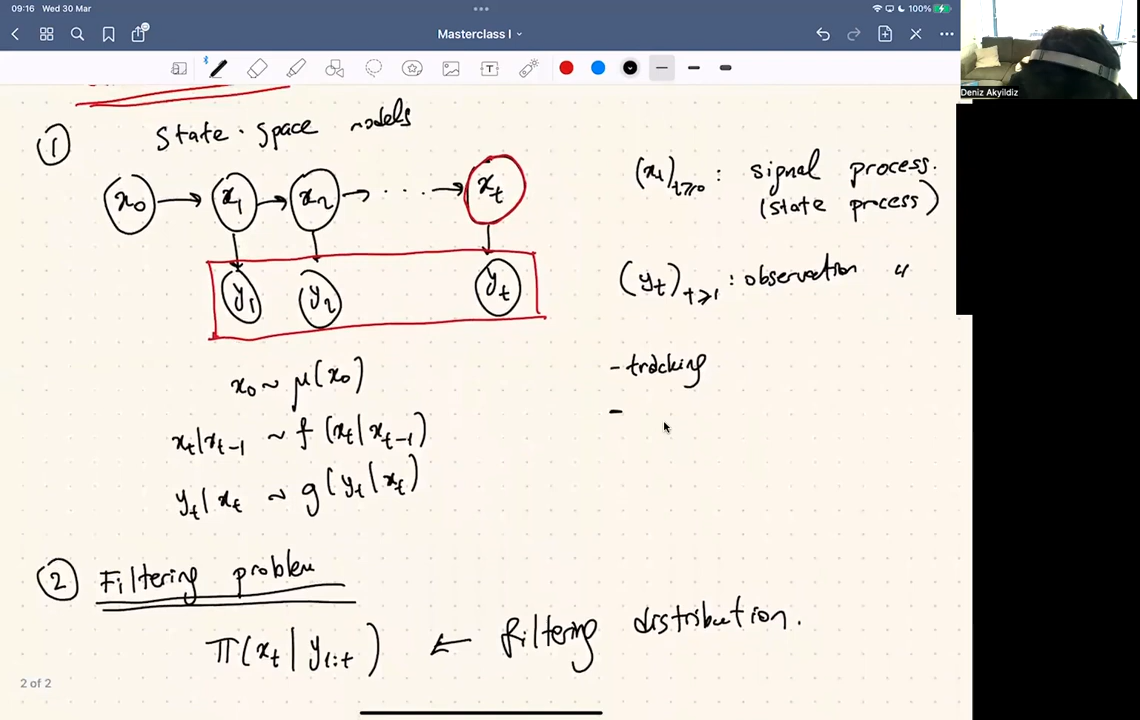 09:16 Wed 30 Mar
100%
Masterclass I
Deniz Akyildiz
① State-space models
x₀ → x₁ → x₂ → ... → xₜ
y₁ y₂ yₜ
(xₜ)ₜ≥₀ : signal process.
(state process)
(yₜ)ₜ≥₁ : observation "
x₀ ~ μ(x₀)
xₜ|xₜ₋₁ ~ f(xₜ|xₜ₋₁)
yₜ|xₜ ~ g(yₜ|xₜ)
- tracking
-
② Filtering problem
π(xₜ|y₁:ₜ) ← filtering distribution.
2 of 2